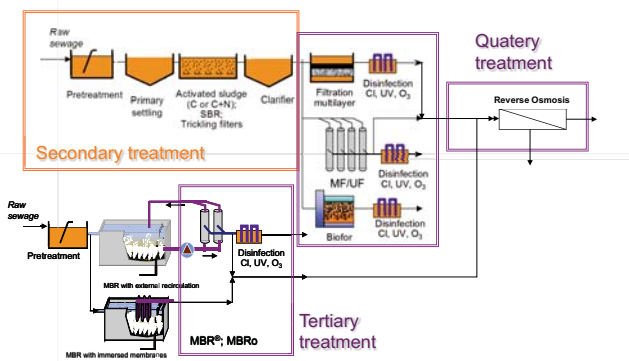 Raw
sewage
Pretreatment
Primary
settling
Activated sludge
(C or C+N);
SBR;
Trickling filters
Clarifier
Secondary treatment
Filtration
multilayer
Disinfection
Cl, UV, O3
MF/UF
Disinfection
Cl, UV, O3
Biofor
Disinfection
Cl, UV, O3
Quatery
treatment
Reverse Osmosis
Raw
sewage
Pretreatment
MBR with external recirculation
Disinfection
Cl, UV, O3
MBR with immersed membranes
MBR®; MBRo
Tertiary
treatment